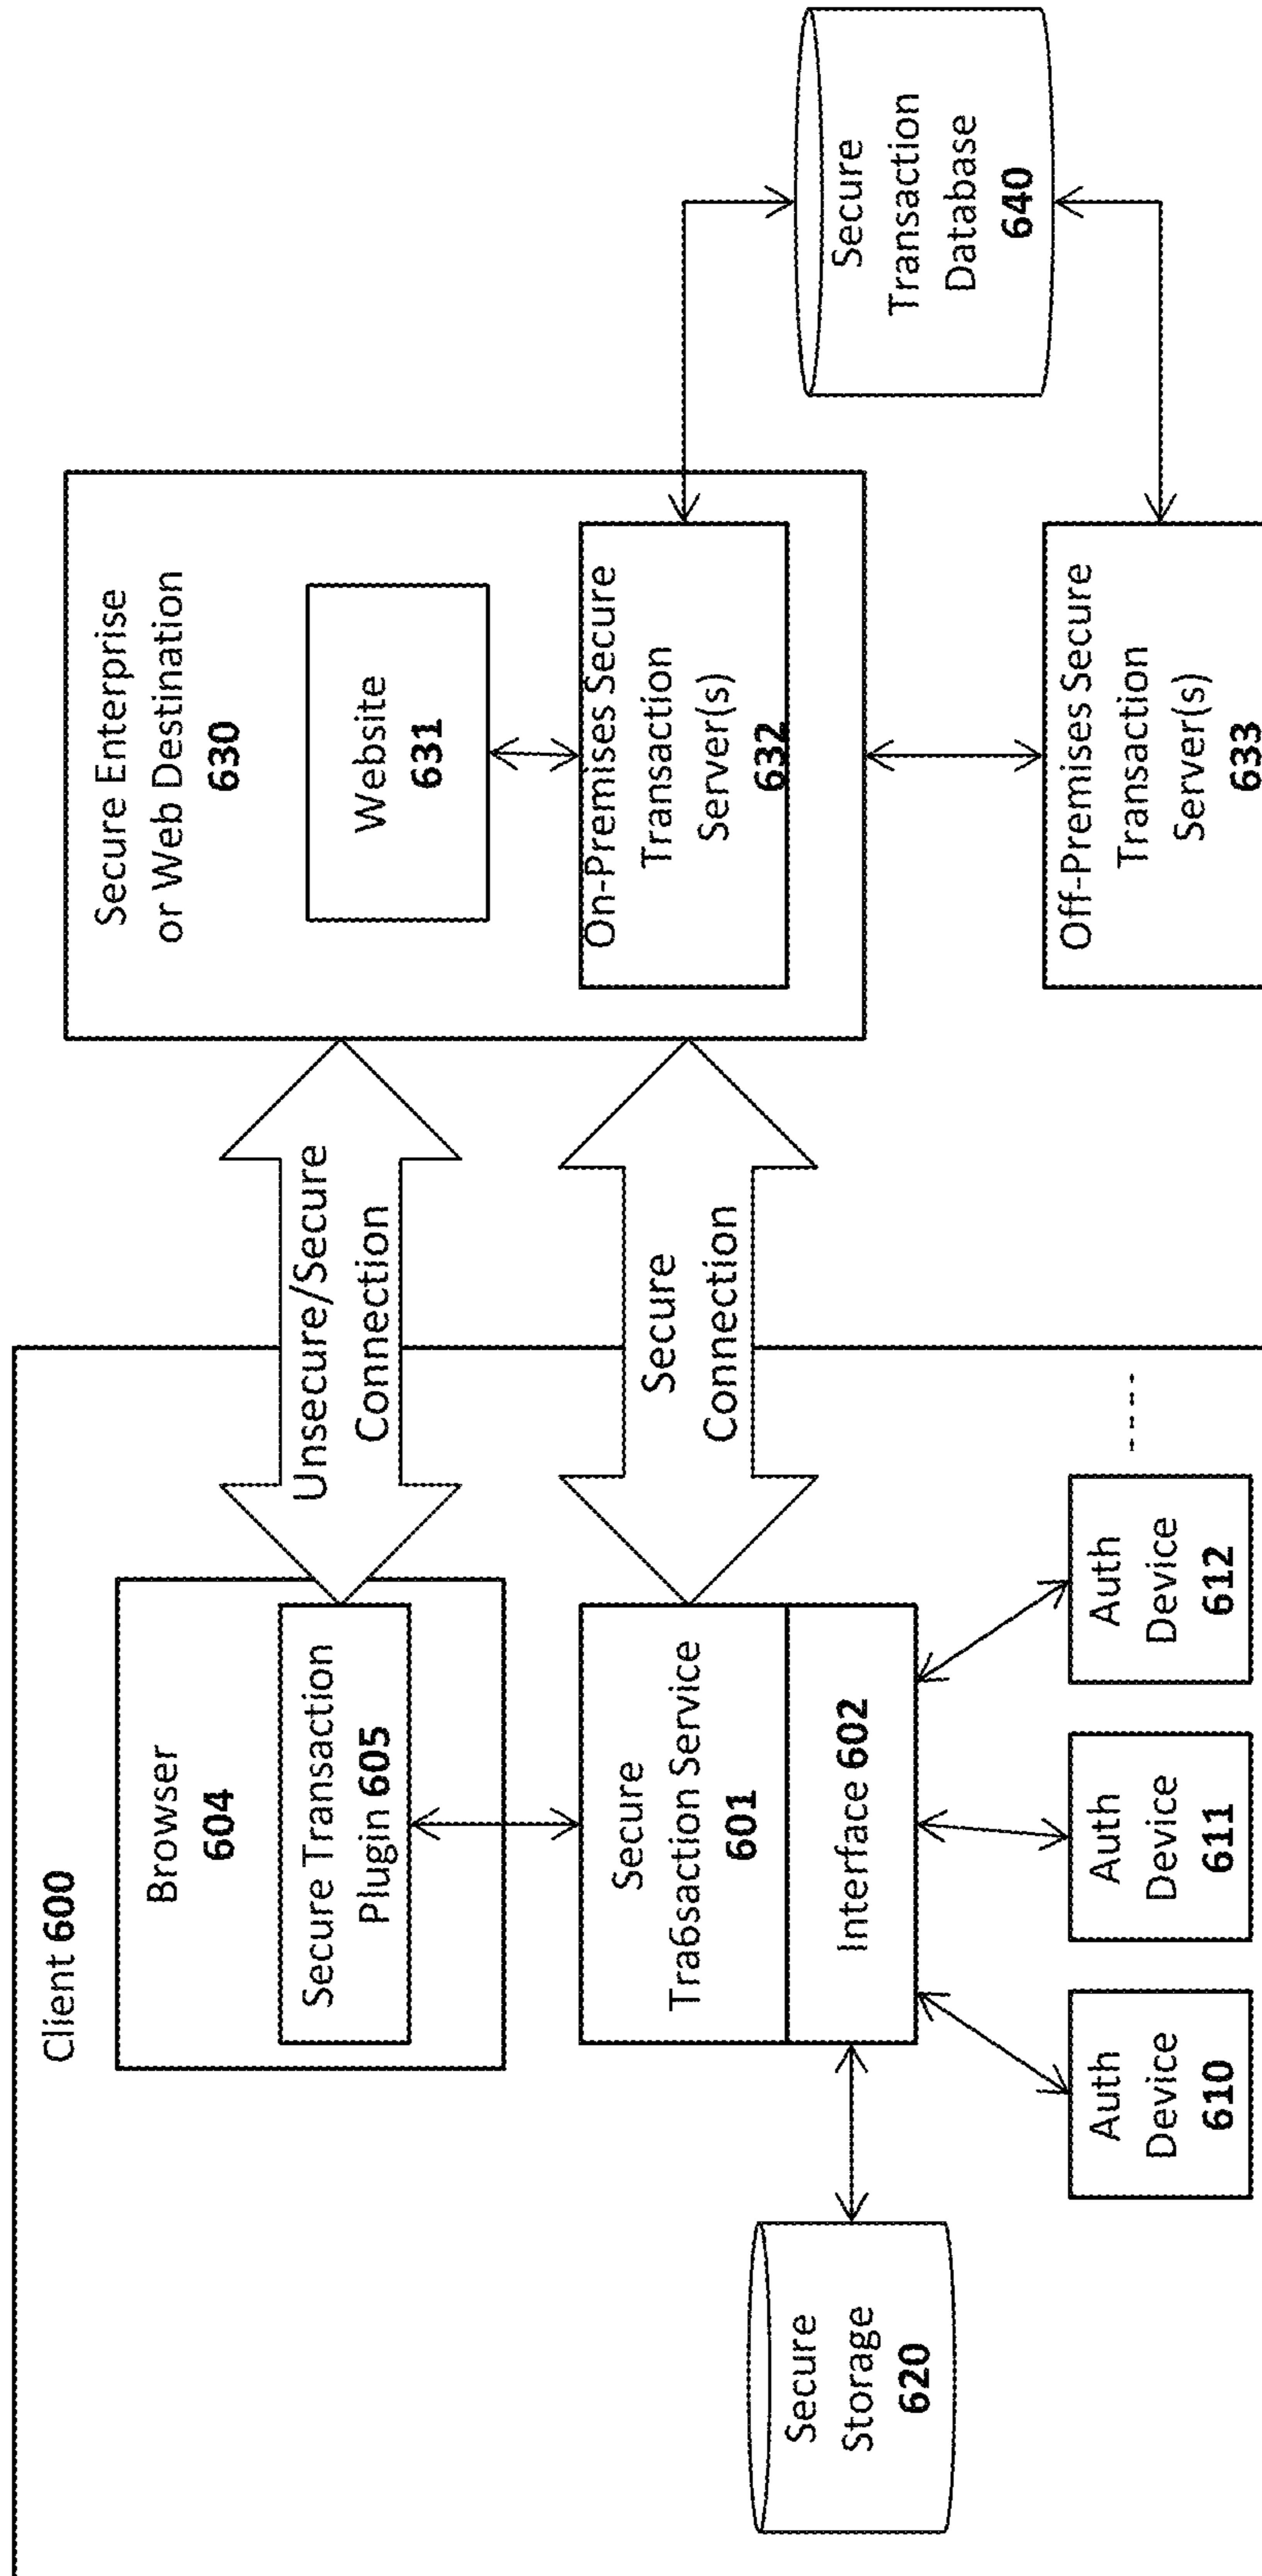 Client 600
Browser
604
Secure Transaction
Plugin 605
Secure
Tra6saction Service
601
Interface 602
Secure
Storage
620
Auth
Device
610
Auth
Device
611
Auth
Device
612
Unsecure/Secure
Connection
Secure
Connection
Secure Enterprise
or Web Destination
630
Website
631
On-Premises Secure
Transaction
Server(s)
632
Off-Premises Secure
Transaction
Server(s)
633
Secure
Transaction
Database
640